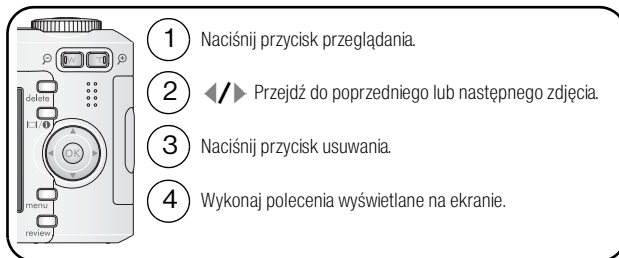 W T
delete
menu
review
OK
1 Naciśnij przycisk przeglądania.
2 Przejdź do poprzedniego lub następnego zdjęcia.
3 Naciśnij przycisk usuwania.
4 Wykonaj polecenia wyświetlane na ekranie.